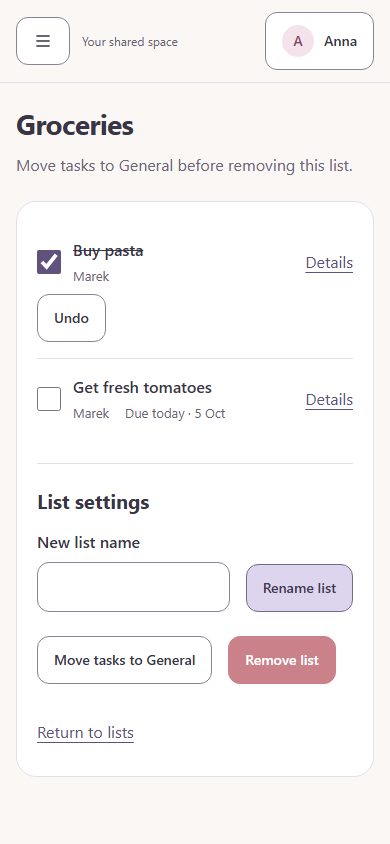 Your shared space
A Anna
Groceries
Move tasks to General before removing this list.
Buy pasta
Marek
Details
Undo
Get fresh tomatoes
Marek Due today · 5 Oct
Details
List settings
New list name
Rename list
Move tasks to General
Remove list
Return to lists